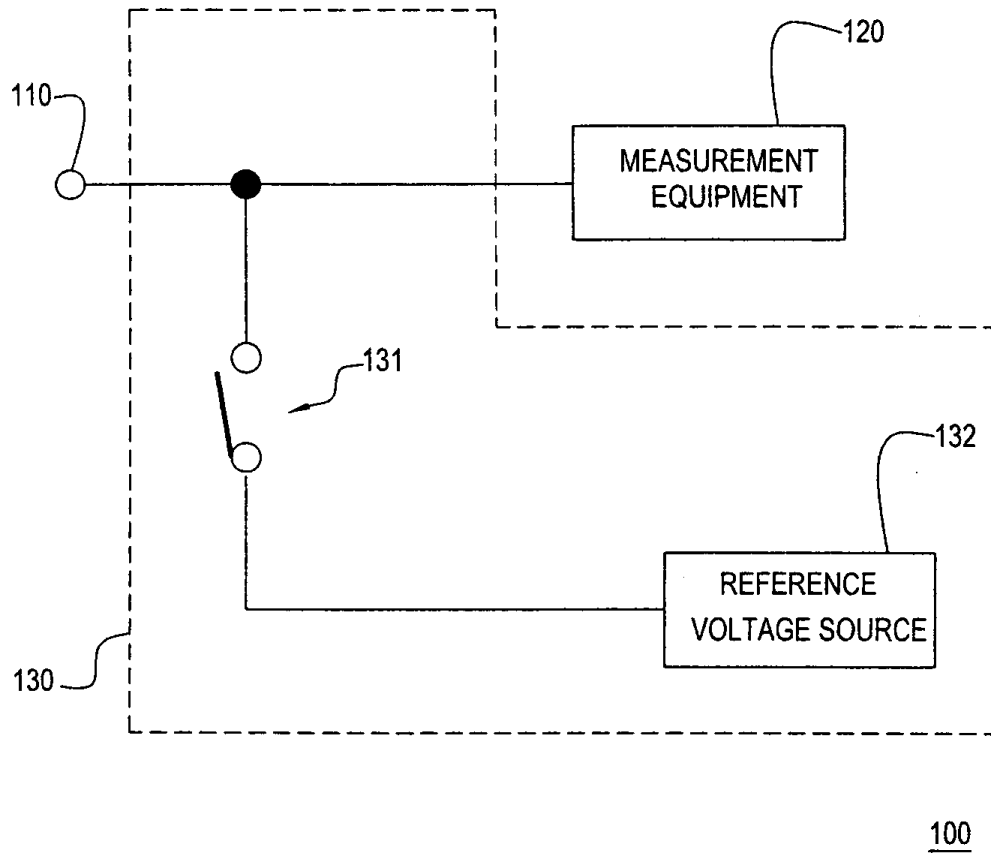 120
110
MEASUREMENT
EQUIPMENT
131
132
REFERENCE
VOLTAGE SOURCE
130
100